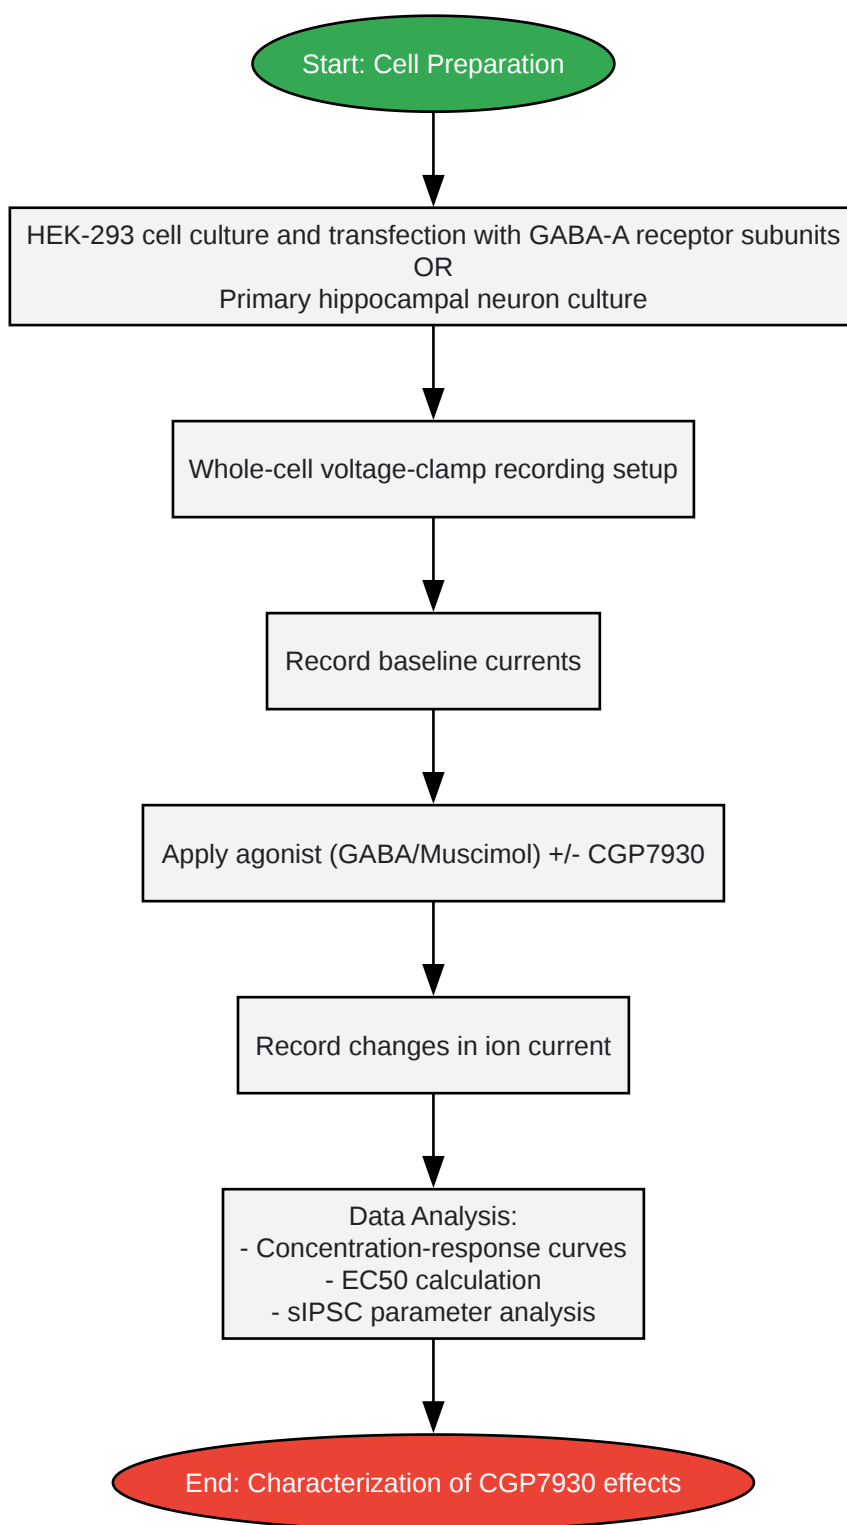 Start: Cell Preparation
HEK-293 cell culture and transfection with GABA-A receptor subunits
OR
Primary hippocampal neuron culture
Whole-cell voltage-clamp recording setup
Record baseline currents
Apply agonist (GABA/Muscimol) +/- CGP7930
Record changes in ion current
Data Analysis:
- Concentration-response curves
- EC50 calculation
- sIPSC parameter analysis
End: Characterization of CGP7930 effects